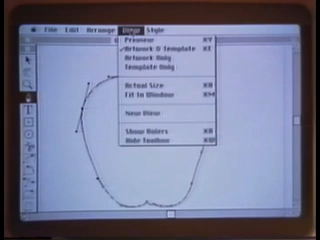 File Edit Arrange View Style
Preview ⌘Y
✓Artwork & Template ⌘E
Artwork Only
Template Only
Actual Size ⌘H
Fit In Window ⌘M
New View
Show Rulers ⌘R
Hide Toolbox ⌘W
T